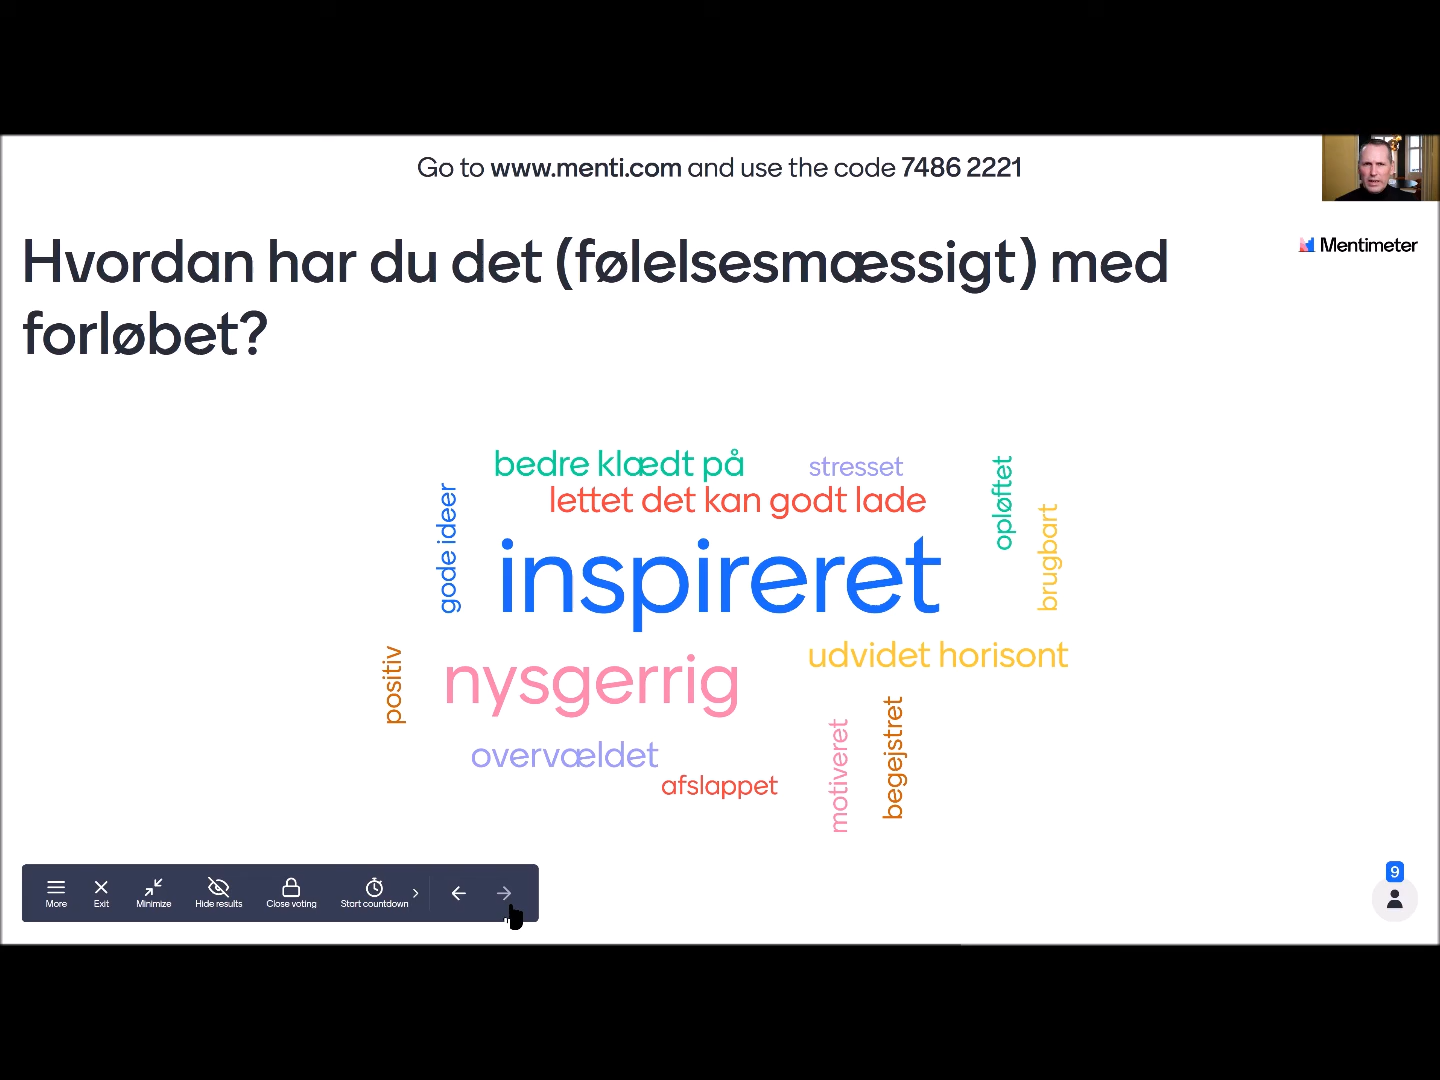 Go to www.menti.com and use the code 7486 2221
Mentimeter
Hvordan har du det (følelsesmæssigt) med
forløbet?
bedre klædt på
stresset
lettet det kan godt lade
opløftet
brugbart
gode ideer
inspireret
udvidet horisont
positiv
nysgerrig
overvældet
afslappet
motiveret
begejstret
More
Exit
Minimize
Hide results
Close voting
Start countdown
9